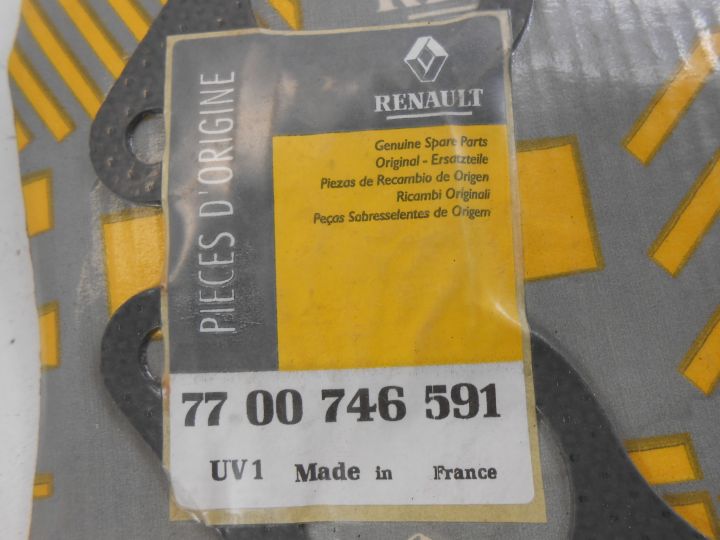 RENAULT
Genuine Spare Parts
Original - Ersatzteile
Piezas de Recambio de Origen
Ricambi Originali
Peças Sobresselentes de Origem
PIECES D'ORIGINE
77 00 746 591
UV1 Made in France